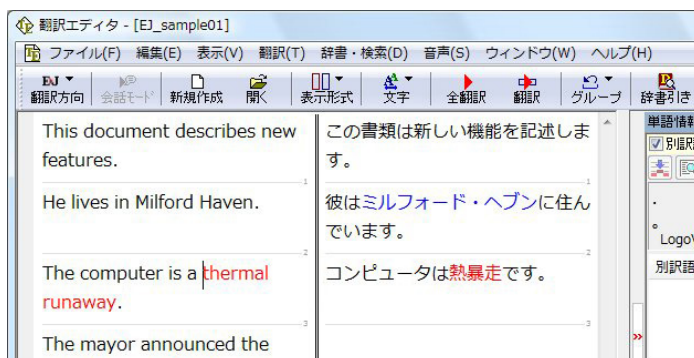 翻訳エディタ - [EJ_sample01]
ファイル(F) 編集(E) 表示(V) 翻訳(T) 辞書・検索(D) 音声(S) ウィンドウ(W) ヘルプ(H)
EJ
翻訳方向 会話モード 新規作成 開く 表示形式 文字 全翻訳 翻訳 グループ 辞書引き
This document describes new
features.
この書類は新しい機能を記述しま
す。
1
1
He lives in Milford Haven.
彼はミルフォード・ヘブンに住ん
でいます。
2
2
The computer is a thermal
runaway.
コンピュータは熱暴走です。
3
3
The mayor announced the
単語情報
別訳
.
。
LogoV
別訳語
»